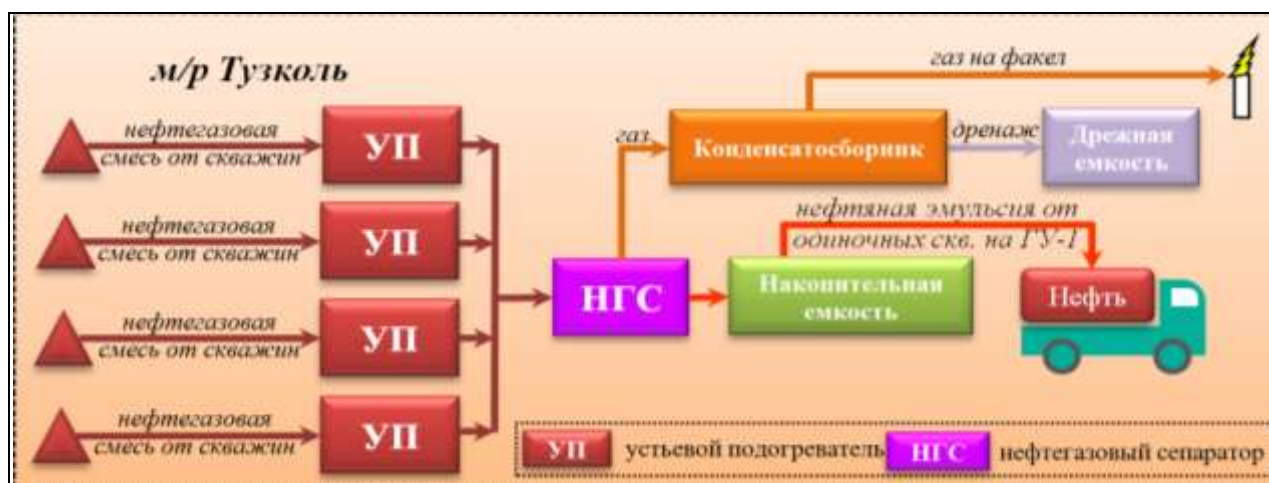 м/р Тузколь
нефтегазовая
смесь от скважин
УП
нефтегазовая
смесь от скважин
УП
нефтегазовая
смесь от скважин
УП
нефтегазовая
смесь от скважин
УП
НГС
газ
Конденсатосборник
газ на факел
дренаж
Дрежная
емкость
Накопительная
емкость
нефтяная эмульсия от
одиночных скв. на ГУ-1
Нефть
УП устьевой подогреватель НГС нефтегазовый сепаратор